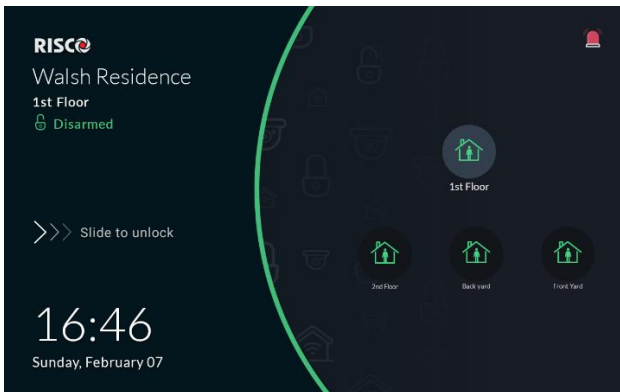 RISCO
Walsh Residence
1st Floor
Disarmed
Slide to unlock
16:46
Sunday, February 07
1st Floor
2nd Floor
Back yard
Front Yard